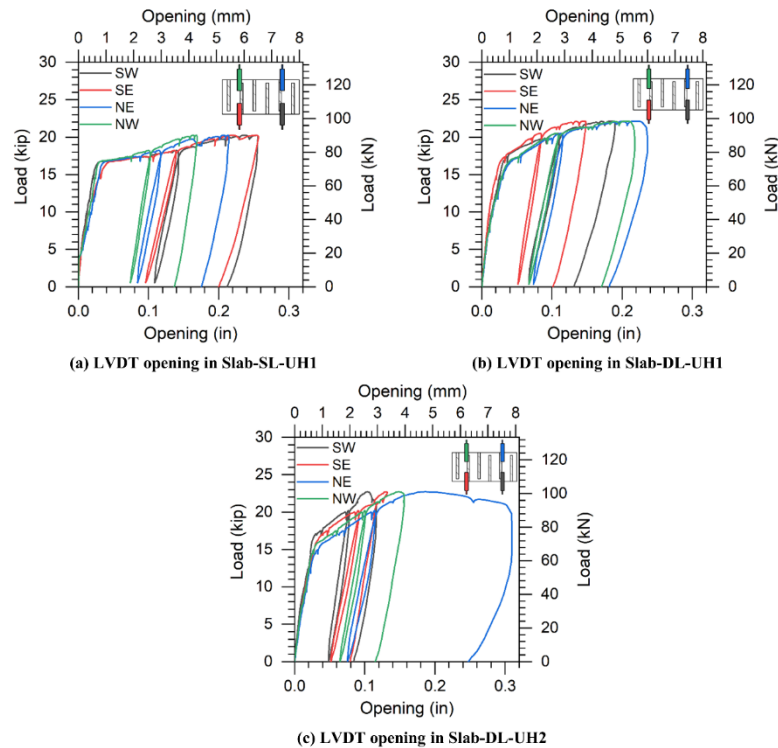 Opening (mm)
0 1 2 3 4 5 6 7 8
30
25
20
15
10
5
0
Load (kip)
SW
SE
NE
NW
120
100
80
60
40
20
0
Load (kN)
0.0 0.1 0.2 0.3
Opening (in)
(a) LVDT opening in Slab-SL-UH1
Opening (mm)
0 1 2 3 4 5 6 7 8
30
25
20
15
10
5
0
Load (kip)
SW
SE
NE
NW
120
100
80
60
40
20
0
Load (kN)
0.0 0.1 0.2 0.3
Opening (in)
(b) LVDT opening in Slab-DL-UH1
Opening (mm)
0 1 2 3 4 5 6 7 8
30
25
20
15
10
5
0
Load (kip)
SW
SE
NE
NW
120
100
80
60
40
20
0
Load (kN)
0.0 0.1 0.2 0.3
Opening (in)
(c) LVDT opening in Slab-DL-UH2